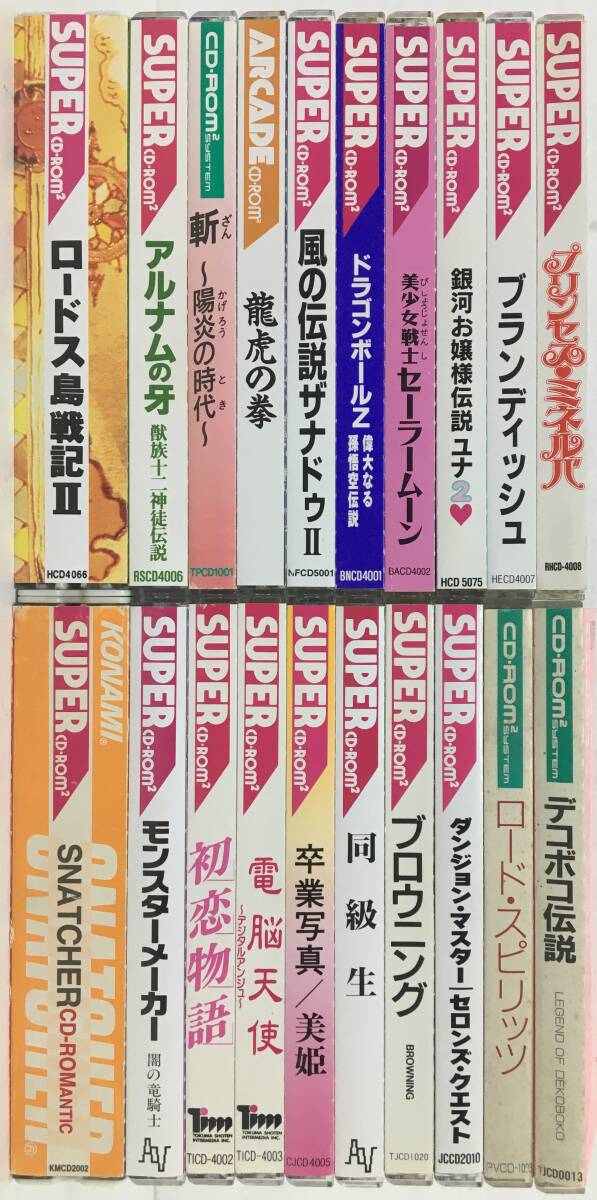 SUPER CD-ROM²
ロードス島戦記II
HCD4066
SUPER CD-ROM²
アルナムの牙
獣族十二神徒伝説
RSCD4006
CD-ROM² SYSTEM
斬 ざん
〜陽炎の時代〜
かげろう とき
TPCD1001
ARCADE CD-ROM²
龍虎の拳
SUPER CD-ROM²
風の伝説ザナドゥII
NFCD5001
SUPER CD-ROM²
ドラゴンボールZ
偉大なる
孫悟空伝説
BNCD4001
SUPER CD-ROM²
びしょうじょせんし
美少女戦士セーラームーン
BACD4002
SUPER CD-ROM²
銀河お嬢様伝説 ユナ2
HCD5075
SUPER CD-ROM²
ブランディッシュ
HECD4007
SUPER CD-ROM²
プリンセス・ミネルバ
RHCD-4008
KONAMI®
SUPER CD-ROM²
SNATCHER CD-ROMANTIC
SNATCHER
KMCD2002
SUPER CD-ROM²
モンスターメーカー
闇の竜騎士
AV
SUPER CD-ROM²
初恋物語
Tim
TOKUMA SHOTEN
INTERMEDIA INC.
TICD-4002
SUPER CD-ROM²
電脳天使
〜デジタルアンジュ〜
Tim
TOKUMA SHOTEN
INTERMEDIA INC.
TICD-4003
SUPER CD-ROM²
卒業写真/美姫
CJCD4005
SUPER CD-ROM²
同級生
AV
SUPER CD-ROM²
ブロウニング
BROWNING
TJCD1020
SUPER CD-ROM²
ダンジョン・マスター セロンズ・クエスト
JCCD2010
CD-ROM² SYSTEM
ロード・スピリッツ
CD-ROM² SYSTEM
デコボコ伝説
LEGEND OF DEKOBOKO
TJCD0013